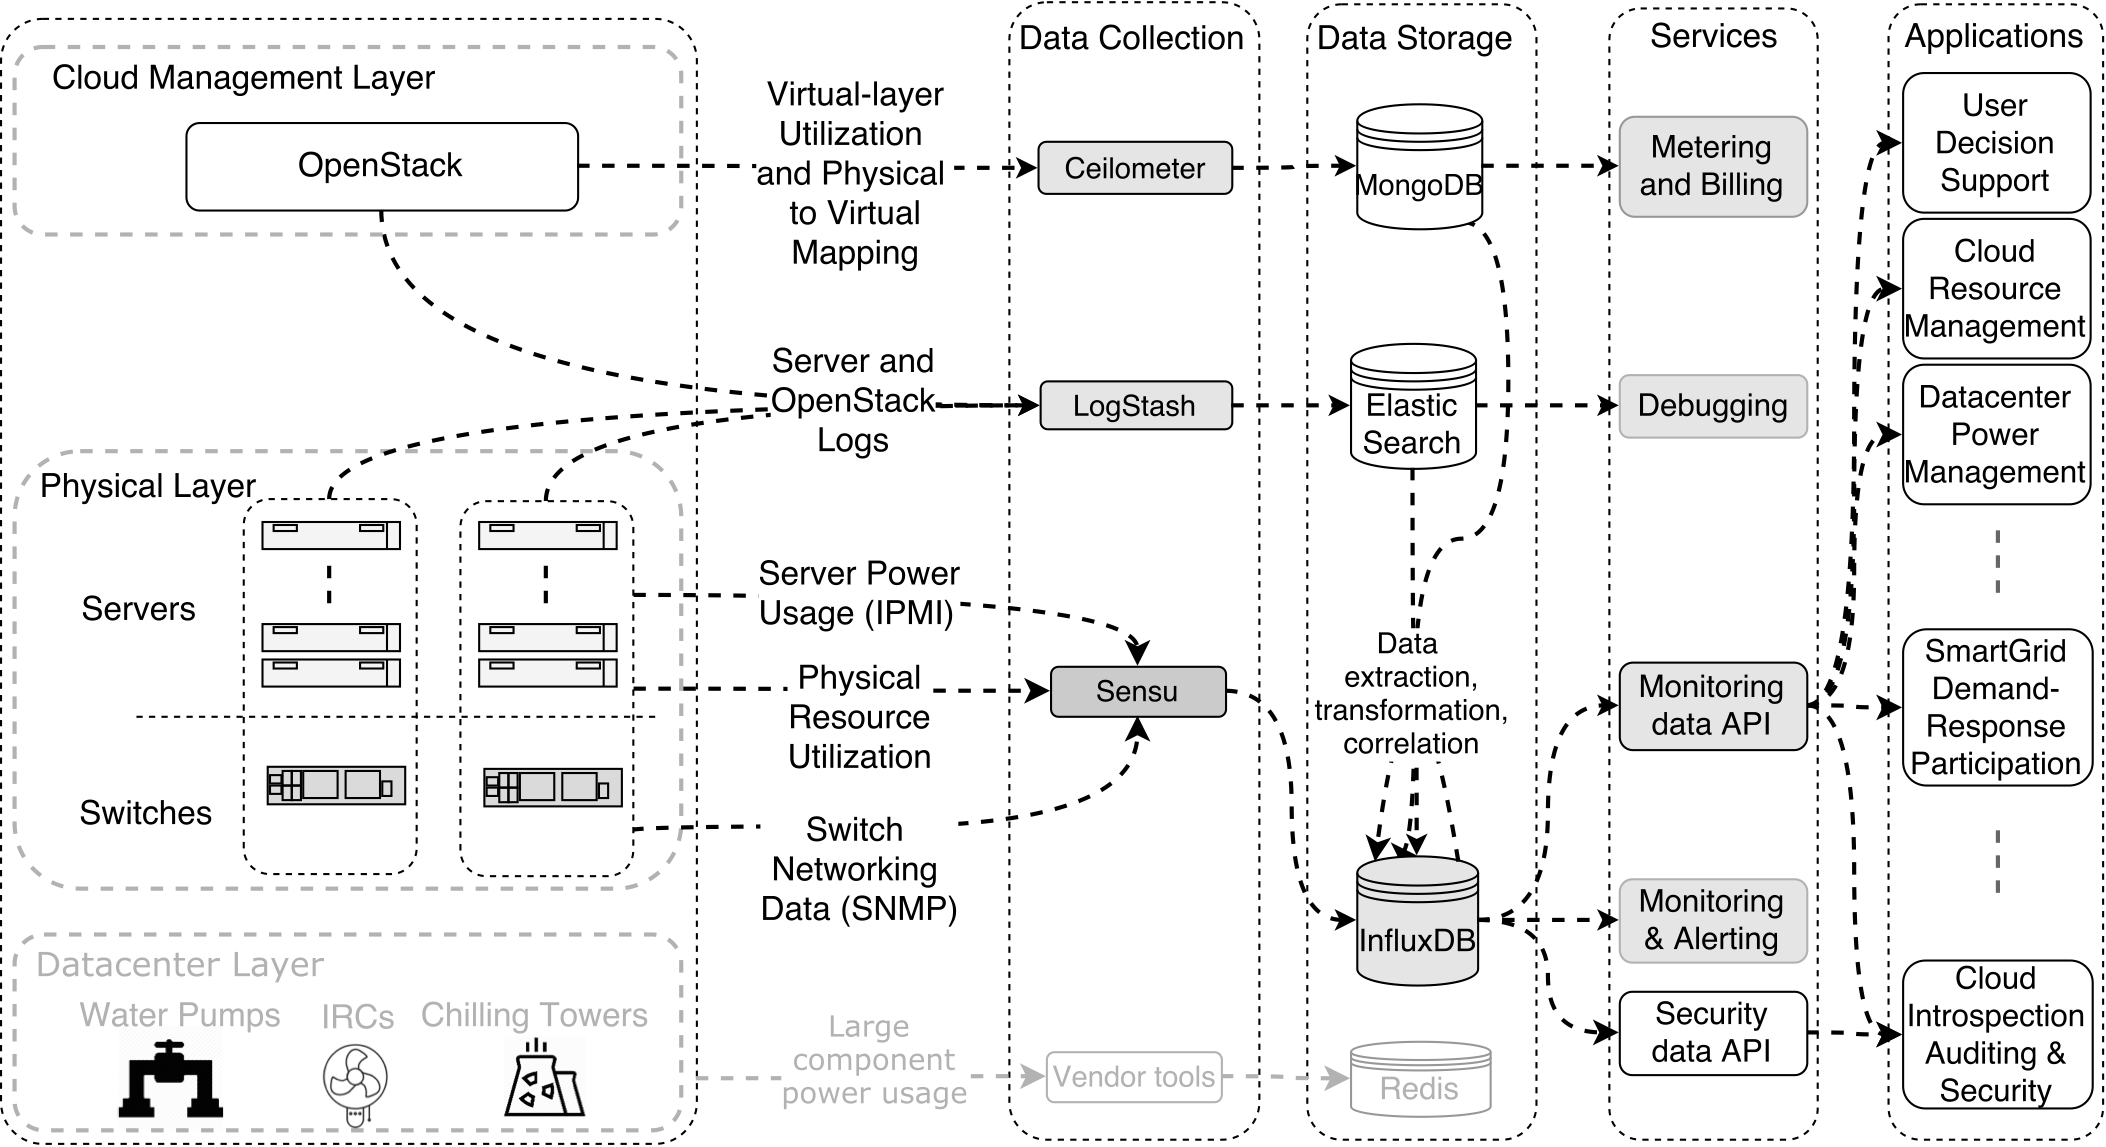 Cloud Management Layer
OpenStack
Physical Layer
Servers
Switches
Datacenter Layer
Water Pumps
IRCs
Chilling Towers
Virtual-layer
Utilization
and Physical
to Virtual
Mapping
Server and
OpenStack
Logs
Server Power
Usage (IPMI)
Physical
Resource
Utilization
Switch
Networking
Data (SNMP)
Large
component
power usage
Data Collection
Ceilometer
LogStash
Sensu
Vendor tools
Data Storage
MongoDB
Elastic
Search
Data
extraction,
transformation,
correlation
InfluxDB
Redis
Services
Metering
and Billing
Debugging
Monitoring
data API
Monitoring
& Alerting
Security
data API
Applications
User
Decision
Support
Cloud
Resource
Management
Datacenter
Power
Management
SmartGrid
Demand-
Response
Participation
Cloud
Introspection
Auditing &
Security